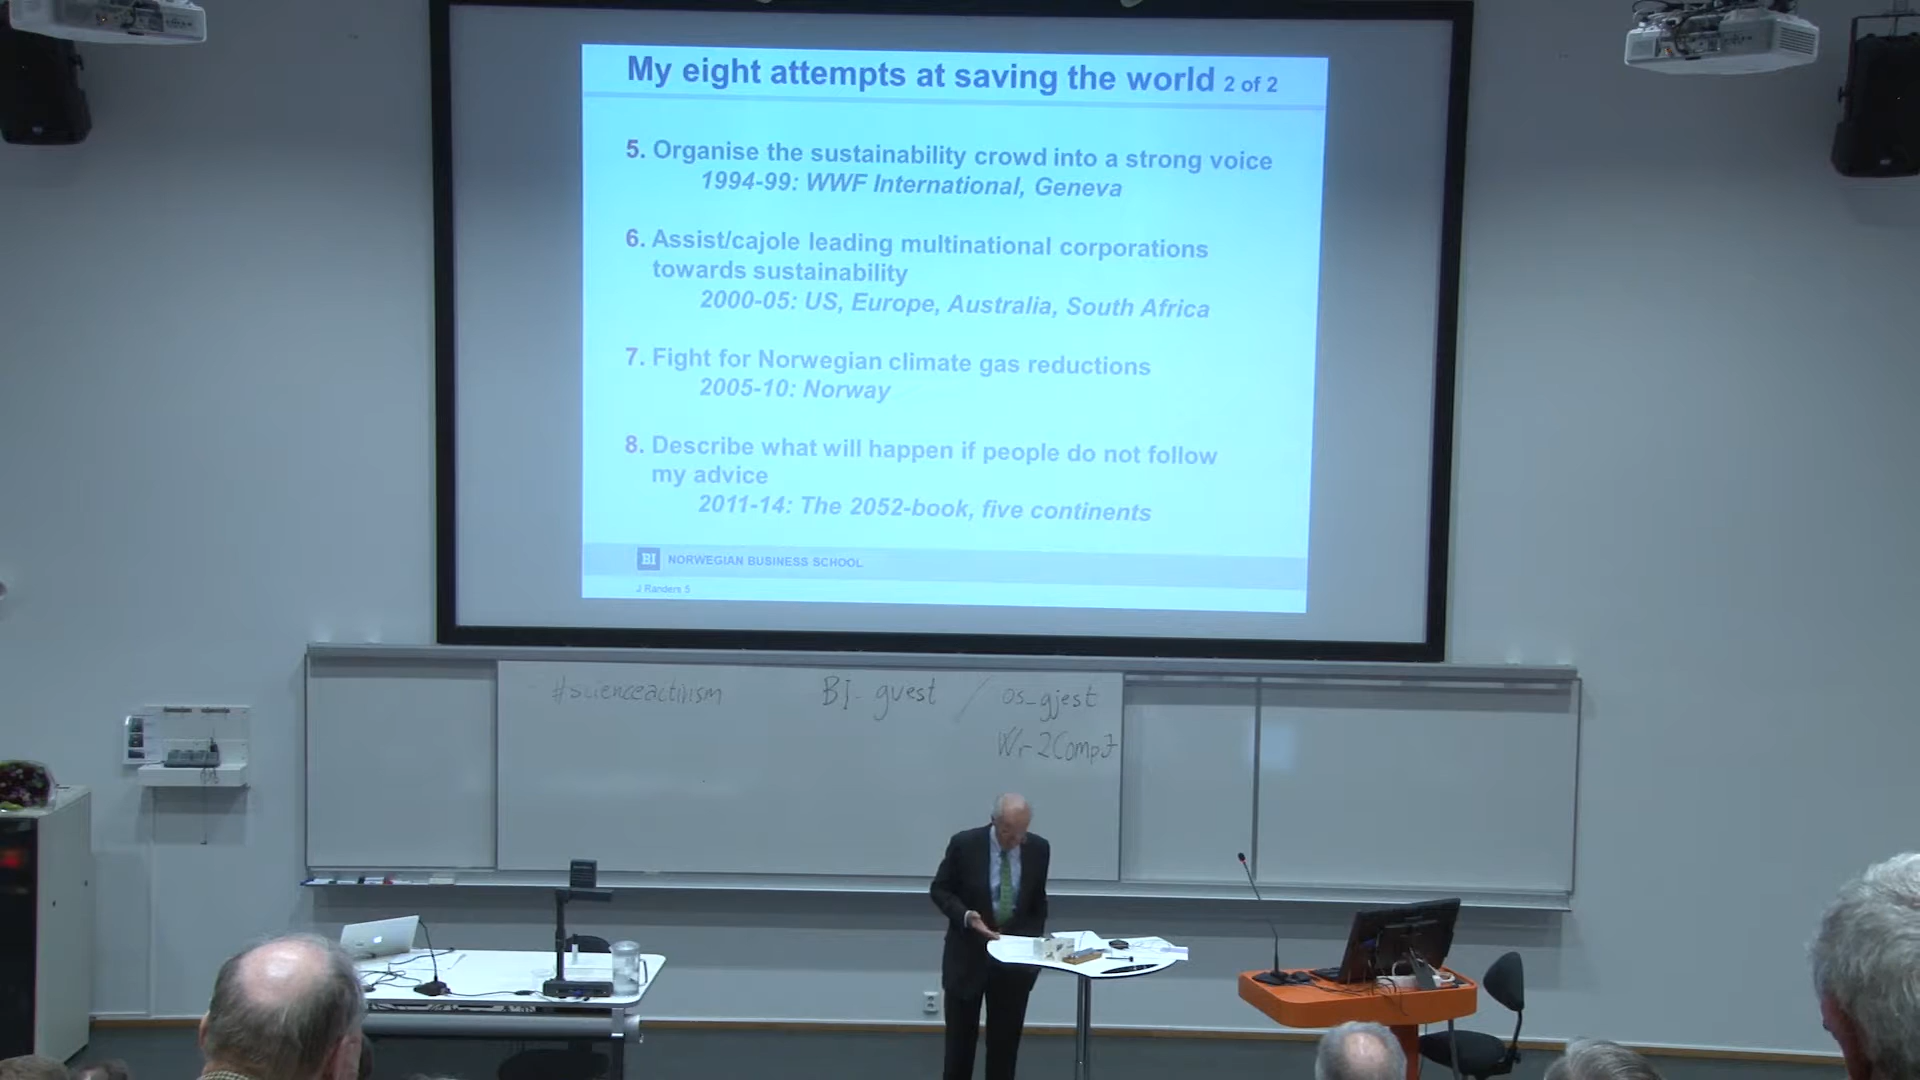 My eight attempts at saving the world 2 of 2
5. Organise the sustainability crowd into a strong voice
1994-99: WWF International, Geneva
6. Assist/cajole leading multinational corporations
towards sustainability
2000-05: US, Europe, Australia, South Africa
7. Fight for Norwegian climate gas reductions
2005-10: Norway
8. Describe what will happen if people do not follow
my advice
2011-14: The 2052-book, five continents
BI NORWEGIAN BUSINESS SCHOOL
J Randers 5
#scienceactivism BI-guest / os_gjest